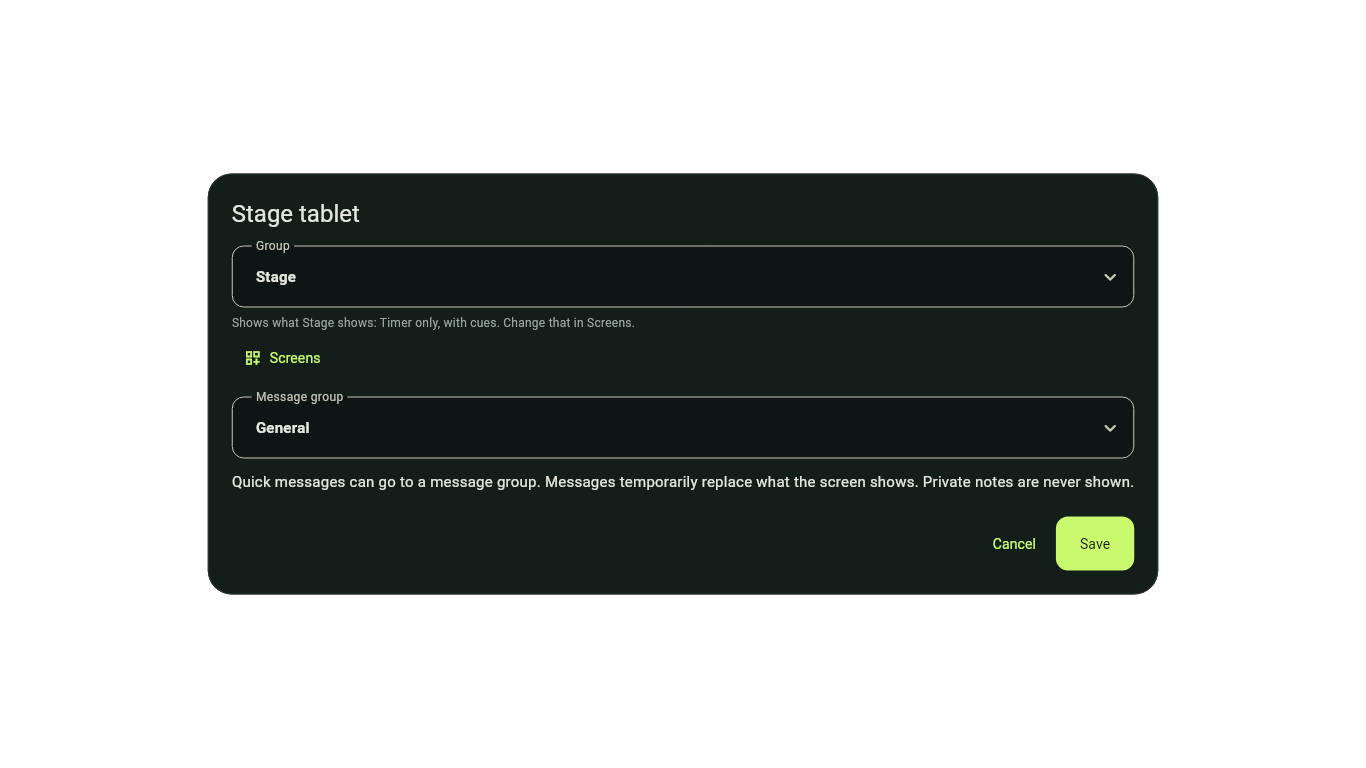 Stage tablet
Group
Stage
Shows what Stage shows: Timer only, with cues. Change that in Screens.
Screens
Message group
General
Quick messages can go to a message group. Messages temporarily replace what the screen shows. Private notes are never shown.
Cancel
Save